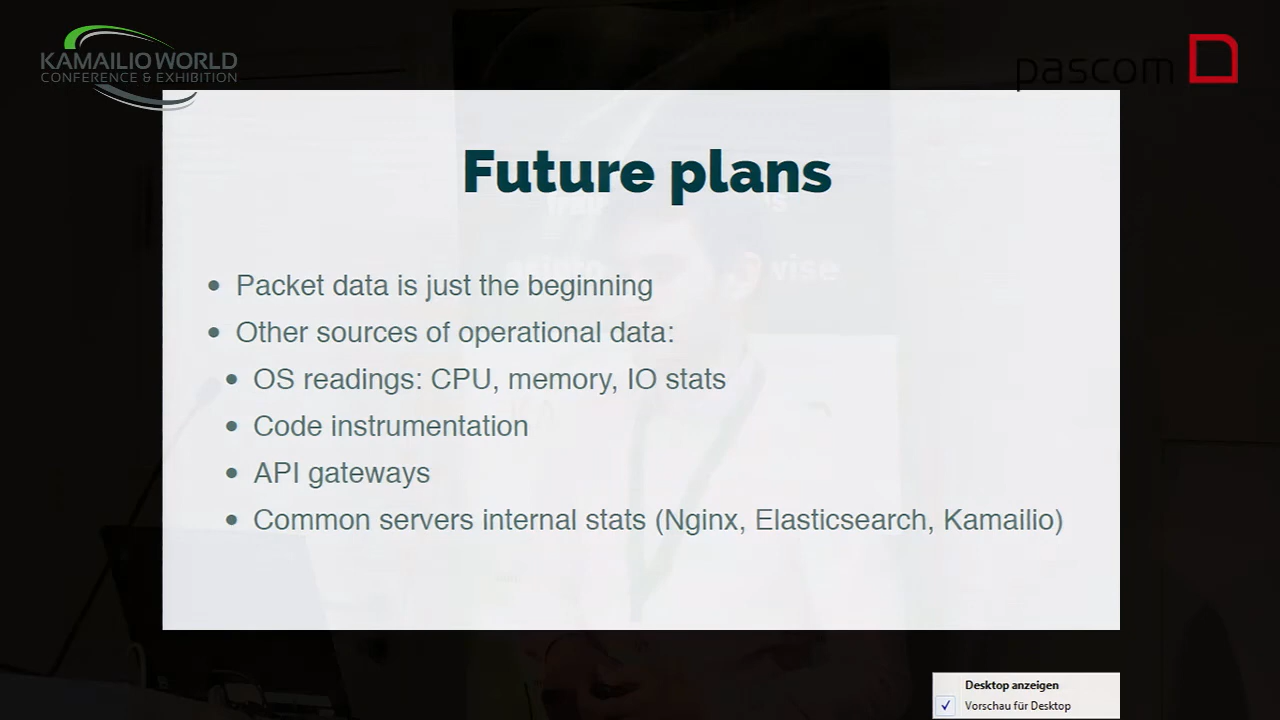 KAMAILIO WORLD
CONFERENCE & EXHIBITION
pascom
Future plans
vise
• Packet data is just the beginning
• Other sources of operational data:
• OS readings: CPU, memory, IO stats
• Code instrumentation
• API gateways
• Common servers internal stats (Nginx, Elasticsearch, Kamailio)
Desktop anzeigen
✓ Vorschau für Desktop